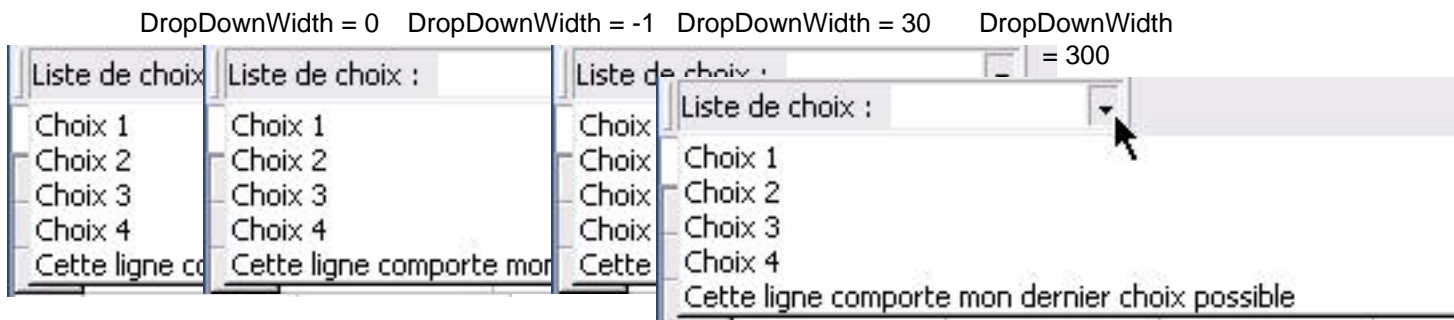 DropDownWidth = 0 DropDownWidth = -1 DropDownWidth = 30 DropDownWidth
= 300
Liste de choix
Choix 1
Choix 2
Choix 3
Choix 4
Cette ligne co
Liste de choix :
Choix 1
Choix 2
Choix 3
Choix 4
Cette ligne comporte mon
Liste de choix :
Choix
Choix
Choix
Choix
Cette
Liste de choix :
Choix 1
Choix 2
Choix 3
Choix 4
Cette ligne comporte mon dernier choix possible